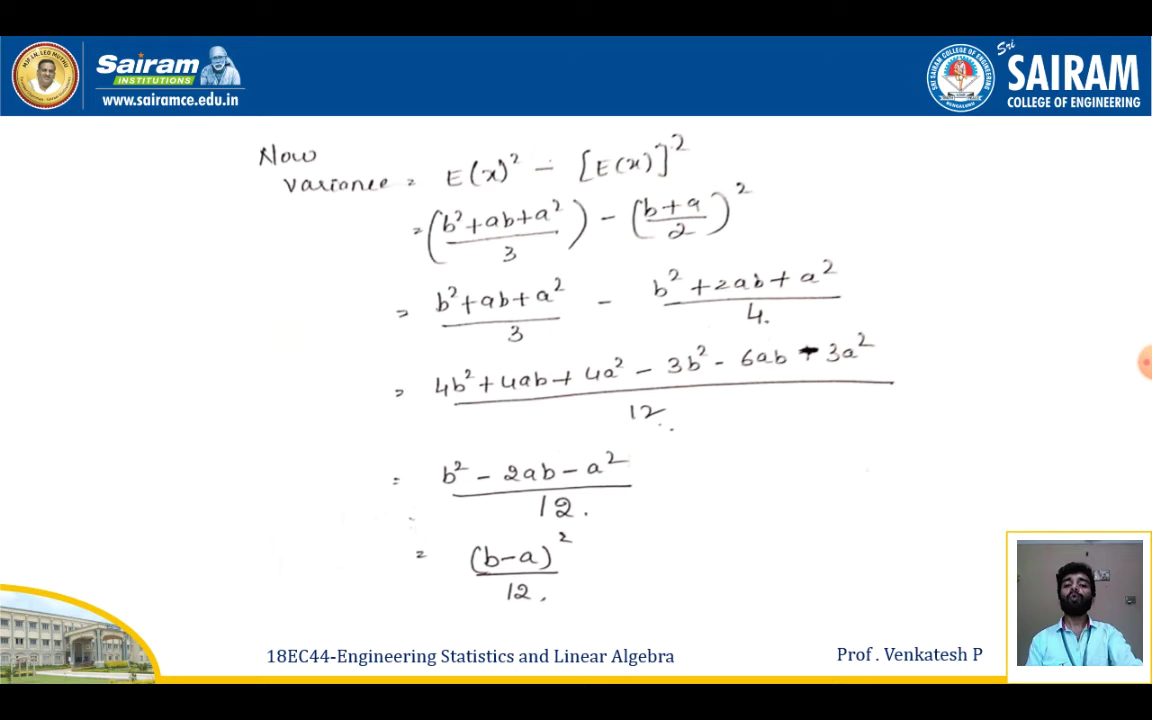 Sairam
INSTITUTIONS
www.sairamce.edu.in
Sri
SAIRAM
COLLEGE OF ENGINEERING
Now
Variance = E(x)² - [E(x)]²
= (b²+ab+a²/3) - (b+a/2)²
= b²+ab+a²/3 - b²+2ab+a²/4.
= 4b²+4ab+4a²-3b²-6ab-3a²/12.
= b²-2ab-a²/12.
= (b-a)²/12.
18EC44-Engineering Statistics and Linear Algebra
Prof . Venkatesh P